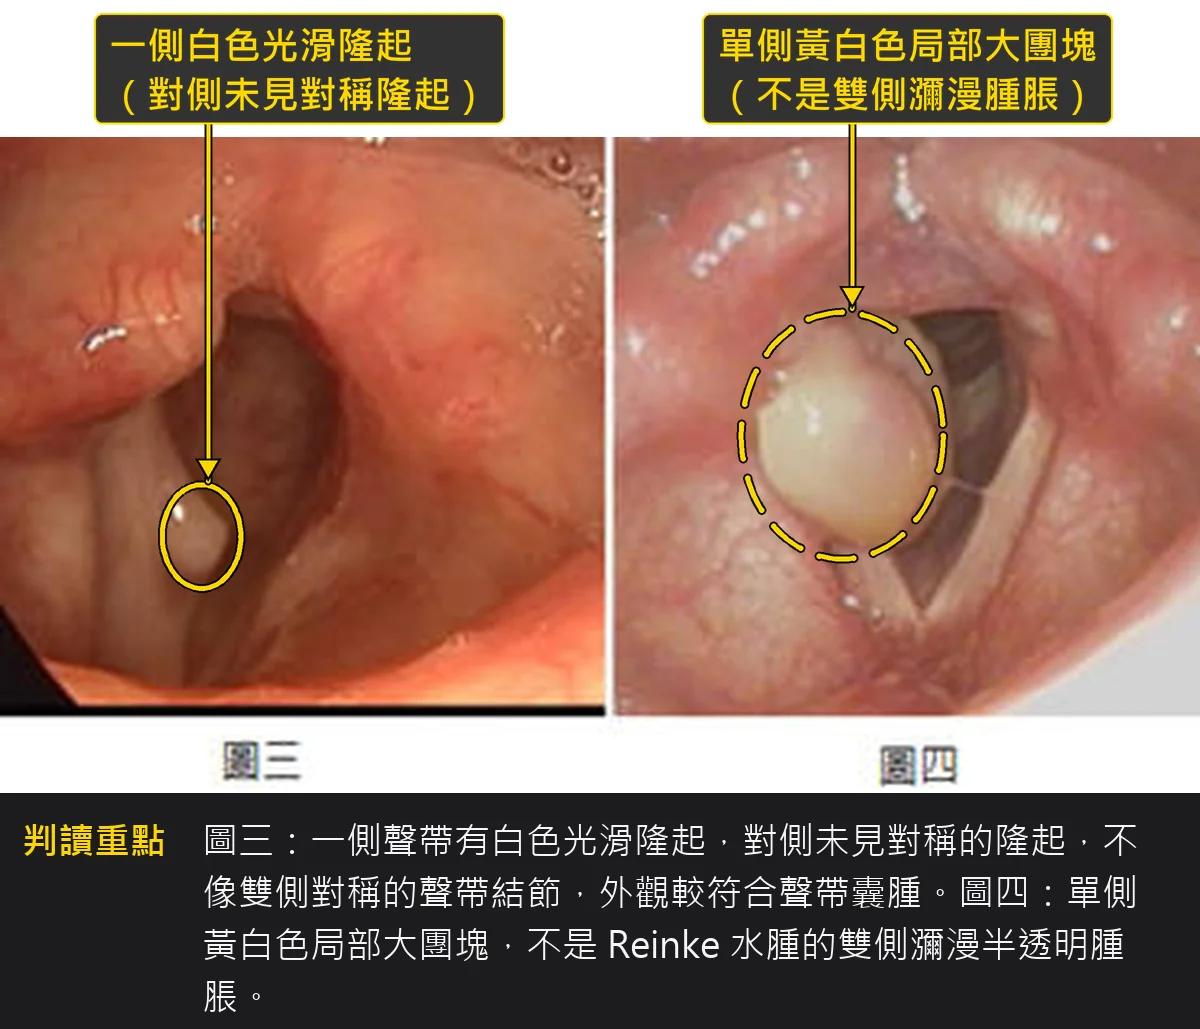 一側白色光滑隆起
（對側未見對稱隆起）
單側黃白色局部大團塊
（不是雙側瀰漫腫脹）
圖三
圖四
判讀重點
圖三：一側聲帶有白色光滑隆起，對側未見對稱的隆起，不
像雙側對稱的聲帶結節，外觀較符合聲帶囊腫。圖四：單側
黃白色局部大團塊，不是 Reinke 水腫的雙側瀰漫半透明腫
脹。